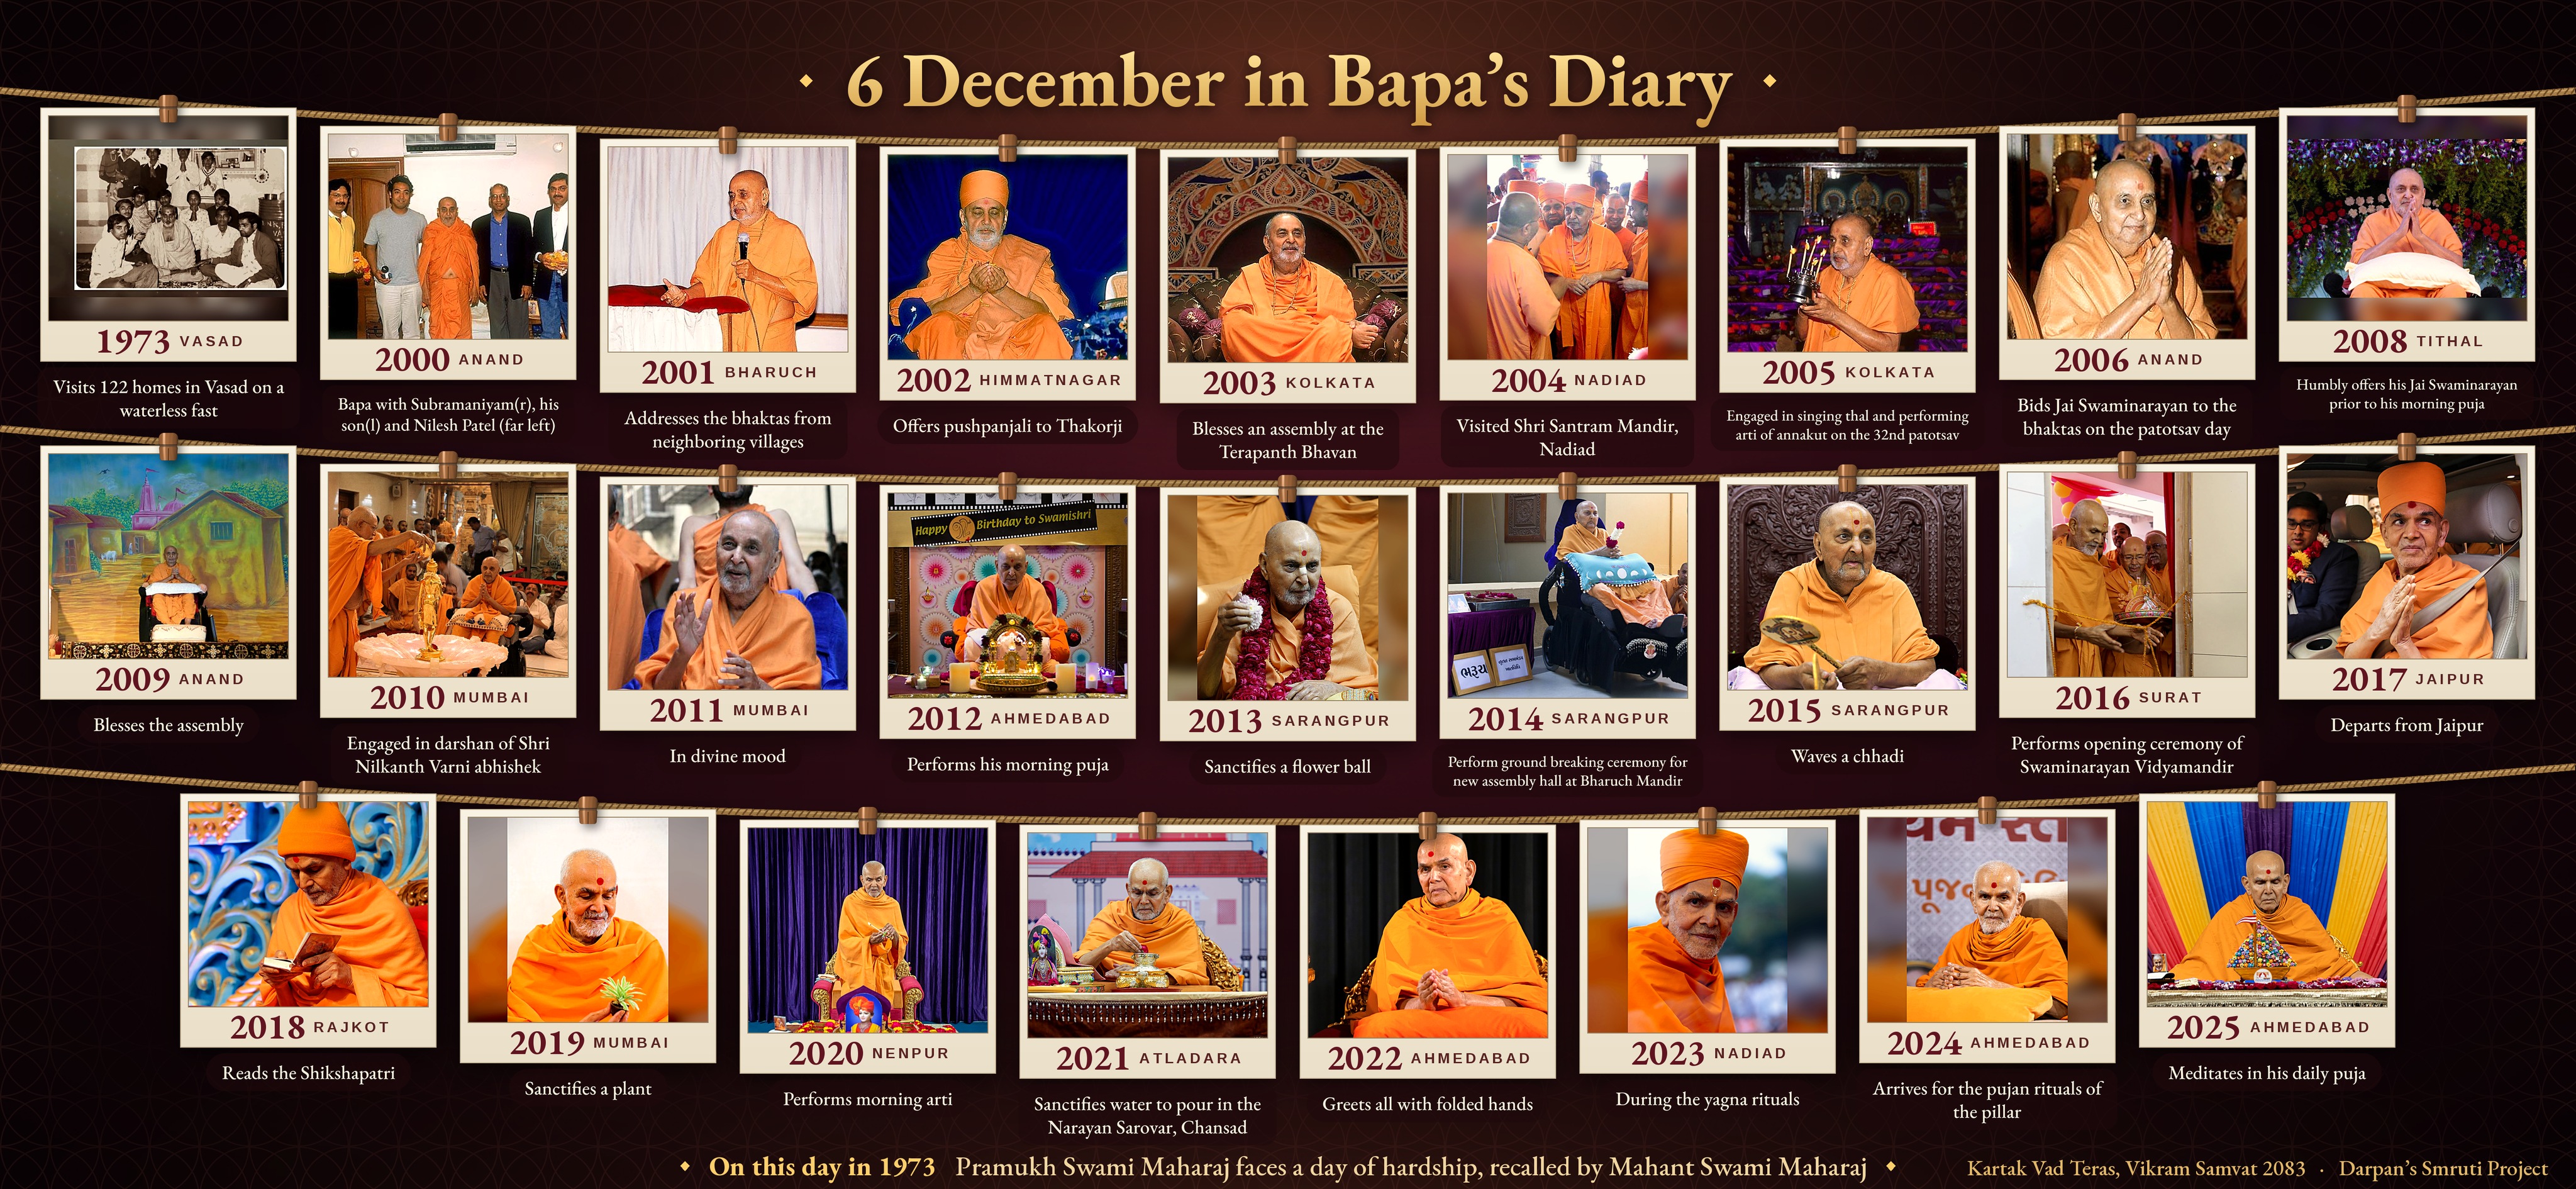 6 December in Bapa's Diary
1973 VASAD
Visits 122 homes in Vasad on a
waterless fast
2000 ANAND
Bapa with Subramaniyam(r), his
son(l) and Nilesh Patel (far left)
2001 BHARUCH
Addresses the bhaktas from
neighboring villages
2002 HIMMATNAGAR
Offers pushpanjali to Thakorji
2003 KOLKATA
Blesses an assembly at the
Terapanth Bhavan
2004 NADIAD
Visited Shri Santram Mandir,
Nadiad
2005 KOLKATA
Engaged in singing thal and performing
arti of annakut on the 32nd patotsav
2006 ANAND
Bids Jai Swaminarayan to the
bhaktas on the patotsav day
2008 TITHAL
Humbly offers his Jai Swaminarayan
prior to his morning puja
2009 ANAND
Blesses the assembly
2010 MUMBAI
Engaged in darshan of Shri
Nilkanth Varni abhishek
2011 MUMBAI
In divine mood
Happy Birthday to Swamishri
2012 AHMEDABAD
Performs his morning puja
2013 SARANGPUR
Sanctifies a flower ball
ભરૂચ
2014 SARANGPUR
Perform ground breaking ceremony for
new assembly hall at Bharuch Mandir
2015 SARANGPUR
Waves a chhadi
2016 SURAT
Performs opening ceremony of
Swaminarayan Vidyamandir
2017 JAIPUR
Departs from Jaipur
2018 RAJKOT
Reads the Shikshapatri
2019 MUMBAI
Sanctifies a plant
2020 NENPUR
Performs morning arti
2021 ATLADARA
Sanctifies water to pour in the
Narayan Sarovar, Chansad
2022 AHMEDABAD
Greets all with folded hands
2023 NADIAD
During the yagna rituals
2024 AHMEDABAD
Arrives for the pujan rituals of
the pillar
2025 AHMEDABAD
Meditates in his daily puja
On this day in 1973 Pramukh Swami Maharaj faces a day of hardship, recalled by Mahant Swami Maharaj
Kartak Vad Teras, Vikram Samvat 2083 · Darpan's Smruti Project